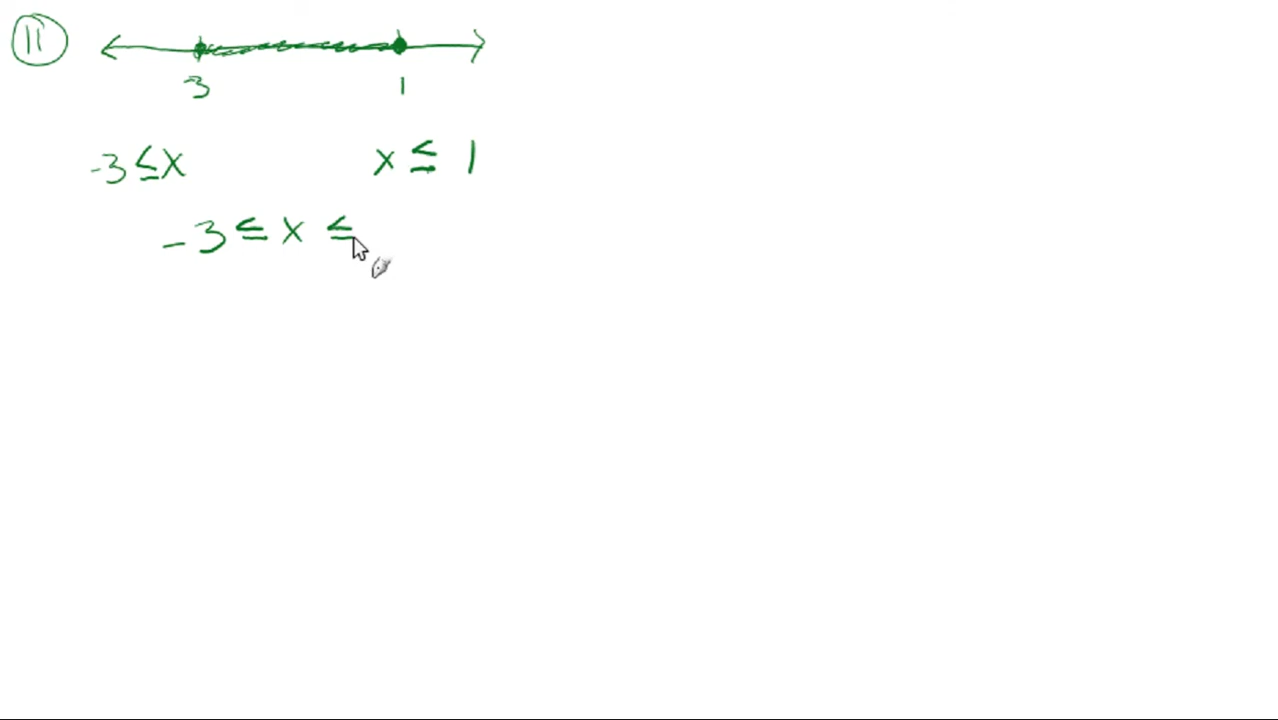 11
-3 1
-3 ≤ x x ≤ 1
-3 ≤ x ≤